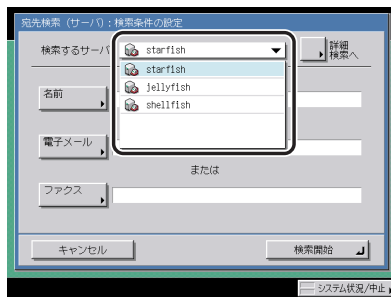 宛先検索（サーバ）：検索条件の設定
検索するサーバ
starfish
詳細
検索へ
starfish
jellyfish
shellfish
名前
電子メール
または
ファクス
キャンセル
検索開始
システム状況/中止